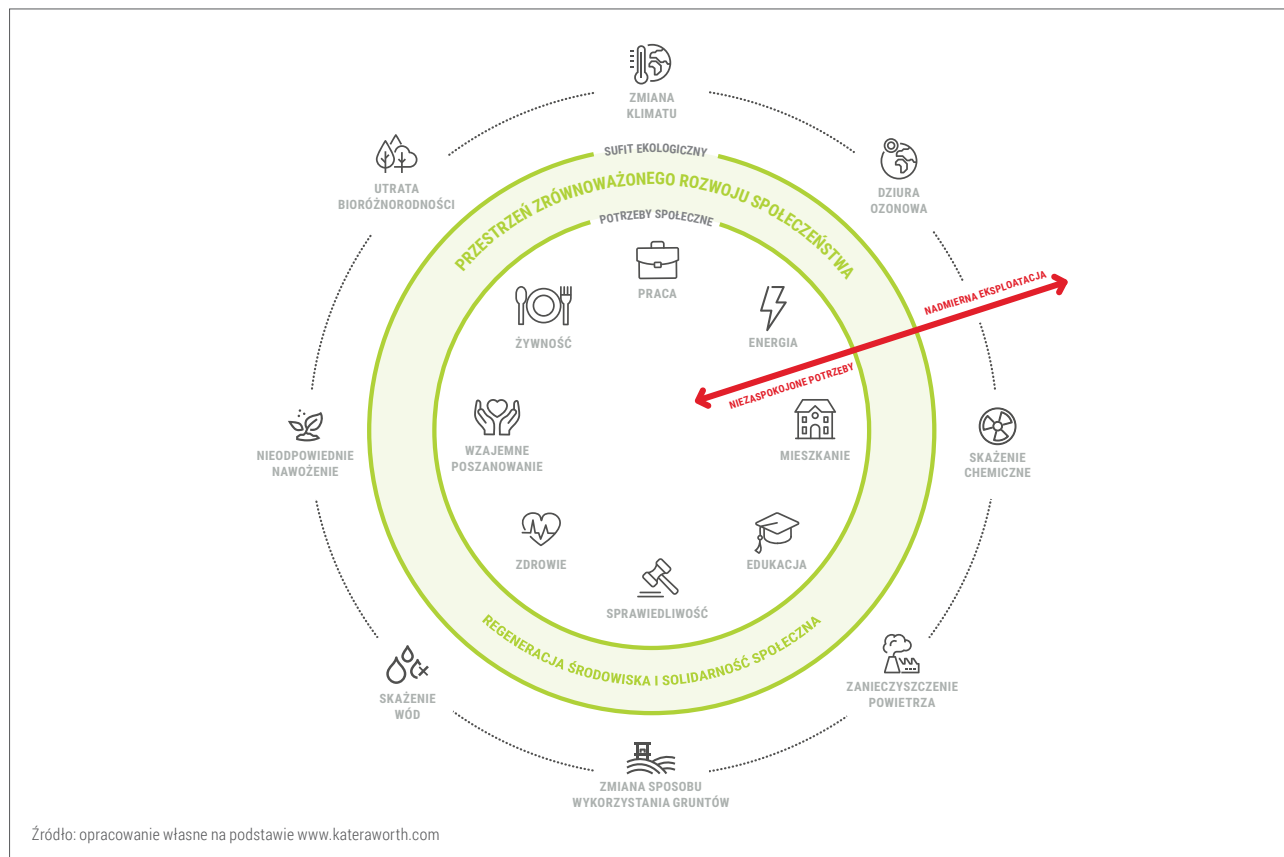 ZMIANA
KLIMATU
UTRATA
BIORÓŻNORODNOŚCI
DZIURA
OZONOWA
SUFIT EKOLOGICZNY
PRZESTRZEŃ ZRÓWNOWAŻONEGO ROZWOJU SPOŁECZEŃSTWA
POTRZEBY SPOŁECZNE
PRACA
ŻYWNOŚĆ
ENERGIA
NADMIERNA EKSPLOATACJA
NIEZASPOKOJONE POTRZEBY
NIEODPOWIEDNIE
NAWOŻENIE
WZAJEMNE
POSZANOWANIE
MIESZKANIE
SKAŻENIE
CHEMICZNE
ZDROWIE
EDUKACJA
SPRAWIEDLIWOŚĆ
REGENERACJA ŚRODOWISKA I SOLIDARNOŚĆ SPOŁECZNA
SKAŻENIE
WÓD
ZANIECZYSZCZENIE
POWIETRZA
ZMIANA SPOSOBU
WYKORZYSTANIA GRUNTÓW
Źródło: opracowanie własne na podstawie www.kateraworth.com